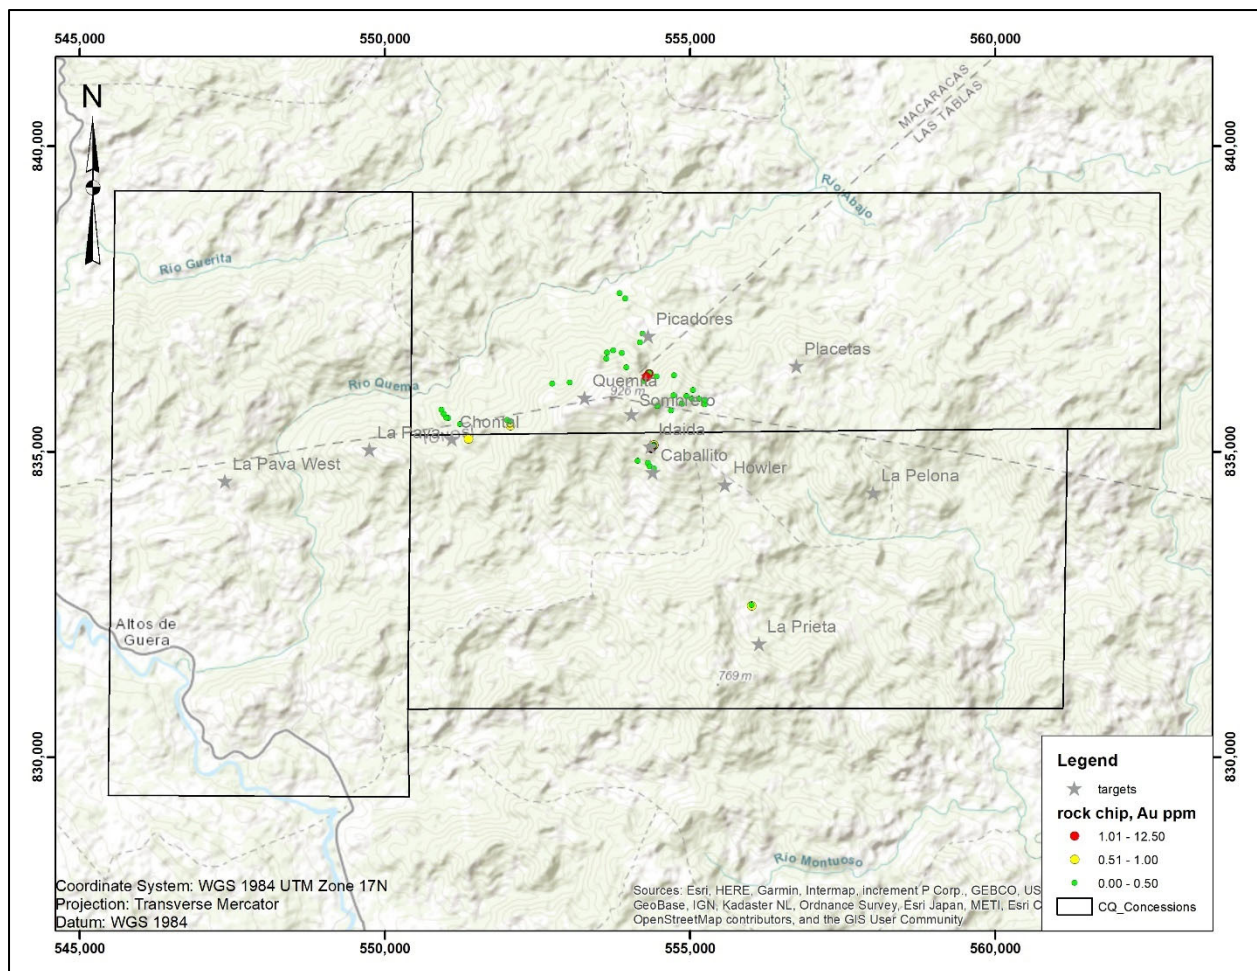 545,000
550,000
555,000
560,000
N
MACARACAS
LAS TABLAS
840,000
840,000
Río Abajo
Río Guerita
Picadores
Placetas
Río Quema
Quemita
926 m
Sombrero
Chontal
La Pava
Idaida
835,000
835,000
Caballito
La Pava West
Howler
La Pelona
Altos de
Guera
La Prieta
769 m
830,000
830,000
Legend
targets
rock chip, Au ppm
1.01 - 12.50
0.51 - 1.00
0.00 - 0.50
CQ_Concessions
Río Montuoso
Coordinate System: WGS 1984 UTM Zone 17N
Projection: Transverse Mercator
Datum: WGS 1984
Sources: Esri, HERE, Garmin, Intermap, increment P Corp., GEBCO, US
GeoBase, IGN, Kadaster NL, Ordnance Survey, Esri Japan, METI, Esri C
OpenStreetMap contributors, and the GIS User Community
545,000
550,000
555,000
560,000